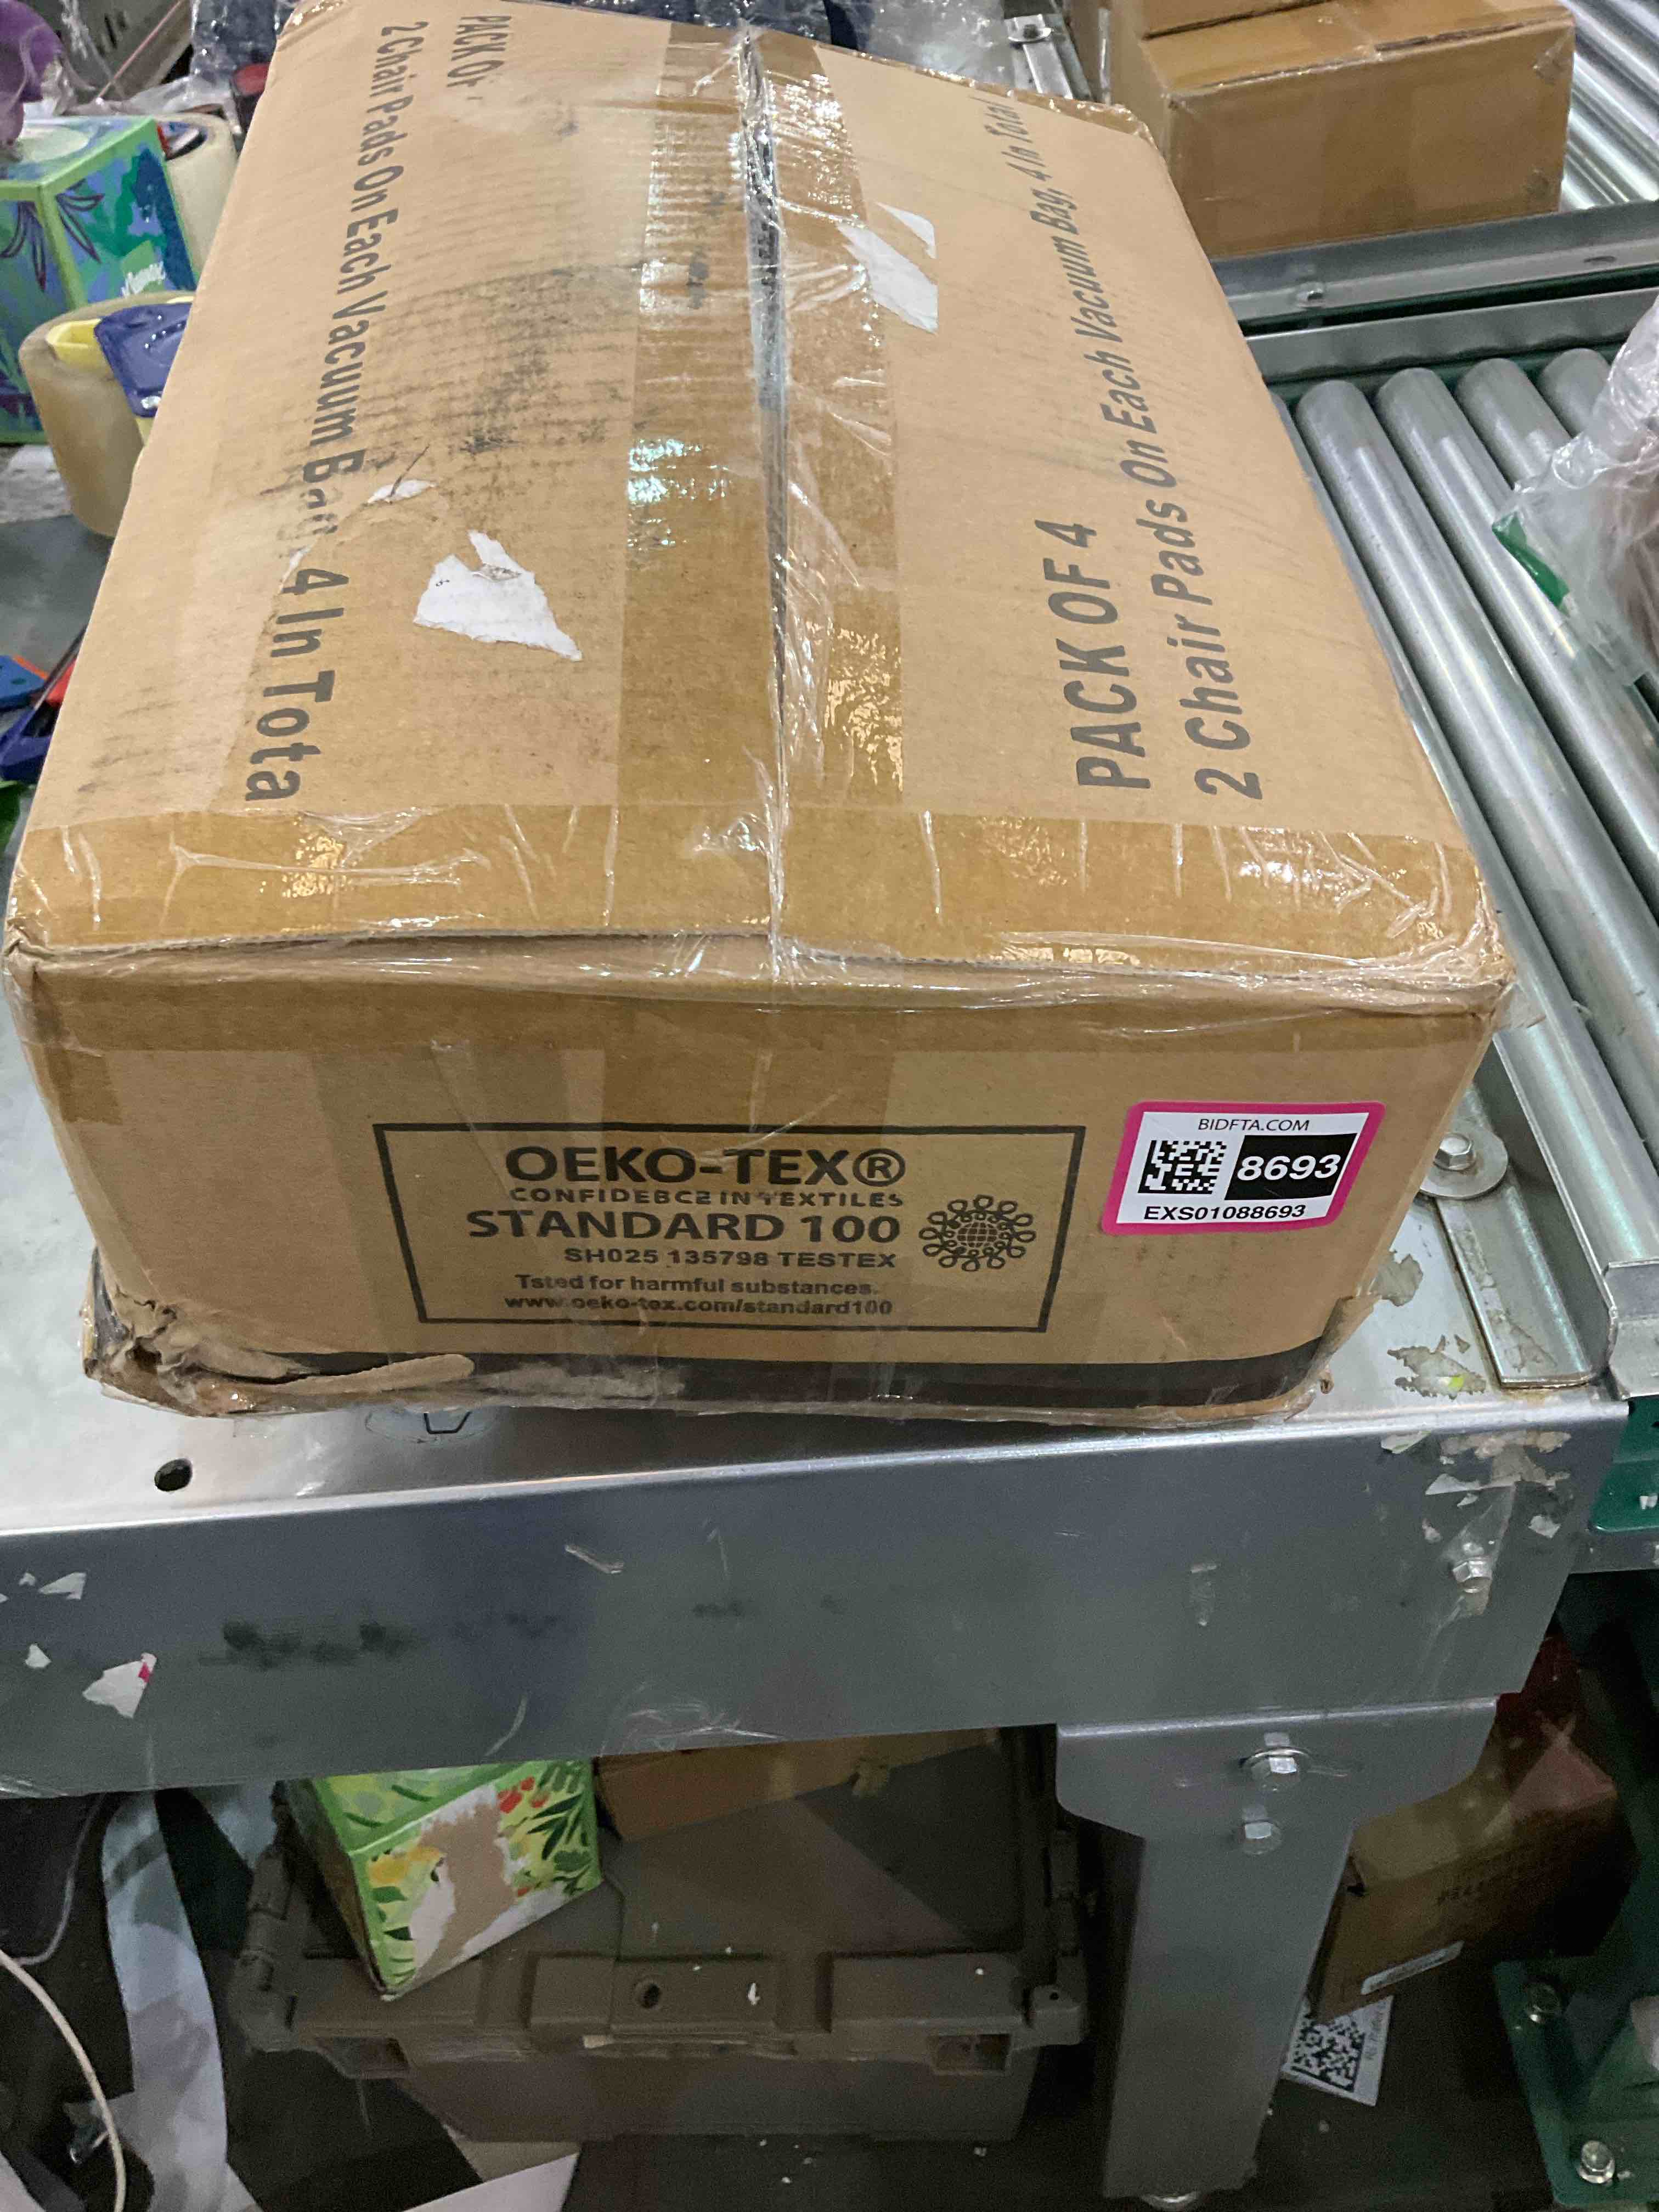 PACK OF
2 Chair Pads On Each Vacuum Bag, 4 In Tota
PACK OF 4
2 Chair Pads On Each Vacuum Bag, 4 In Total
OEKO-TEX®
CONFIDEBCE IN TEXTILES
STANDARD 100
SH025 135798 TESTEX
Tsted for harmful substances.
www.oeko-tex.com/standard100
BIDFTA.COM
8693
EXS01088693
Kleenex